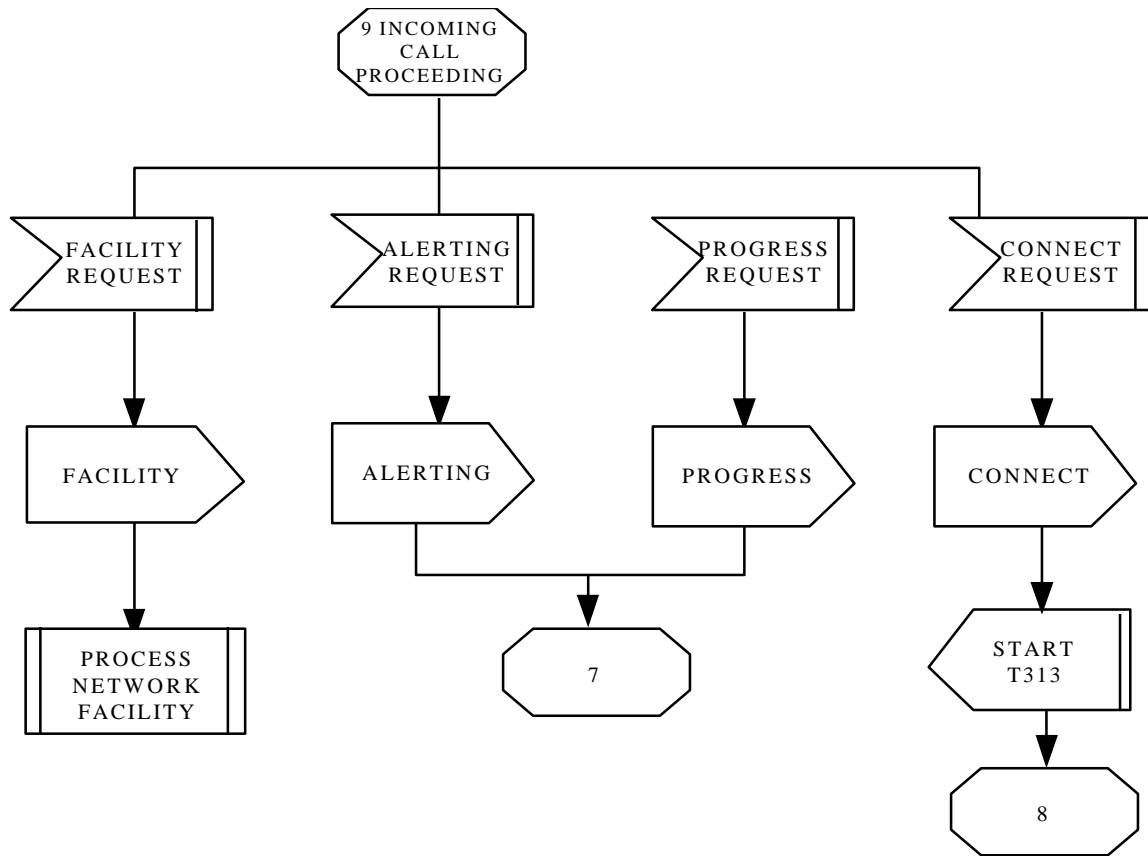 9 INCOMING
CALL
PROCEEDING
FACILITY
REQUEST
ALERTING
REQUEST
PROGRESS
REQUEST
CONNECT
REQUEST
FACILITY
ALERTING
PROGRESS
CONNECT
PROCESS
NETWORK
FACILITY
7
START
T313
8